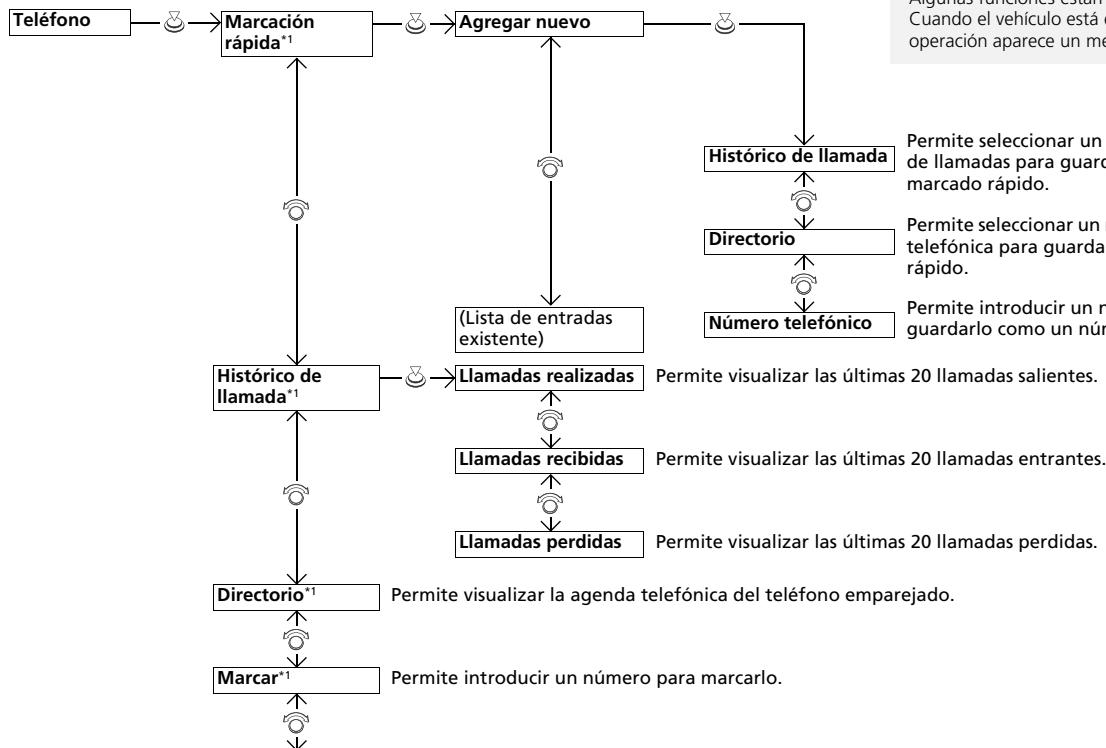 Teléfono
Marcación
rápida*1
Agregar nuevo
Algunas funciones están
Cuando el vehículo está
operación aparece un
Histórico de llamada
Permite seleccionar un
de llamadas para
marcado rápido.
Directorio
Permite seleccionar un
telefónica para
rápido.
Número telefónico
Permite introducir un
guardarlo como un
(Lista de entradas
existente)
Histórico de
llamada*1
Llamadas realizadas
Permite visualizar las últimas 20 llamadas salientes.
Llamadas recibidas
Permite visualizar las últimas 20 llamadas entrantes.
Llamadas perdidas
Permite visualizar las últimas 20 llamadas perdidas.
Directorio*1
Permite visualizar la agenda telefónica del teléfono emparejado.
Marcar*1
Permite introducir un número para marcarlo.